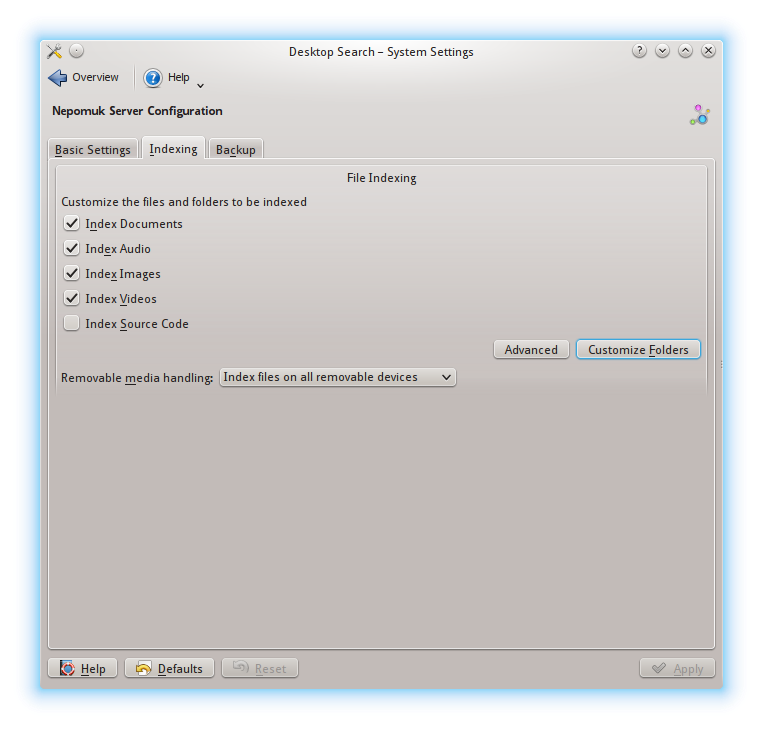 Desktop Search – System Settings
Overview Help
Nepomuk Server Configuration
Basic Settings Indexing Backup
File Indexing
Customize the files and folders to be indexed
Index Documents
Index Audio
Index Images
Index Videos
Index Source Code
Advanced Customize Folders
Removable media handling: Index files on all removable devices
Help Defaults Reset Apply